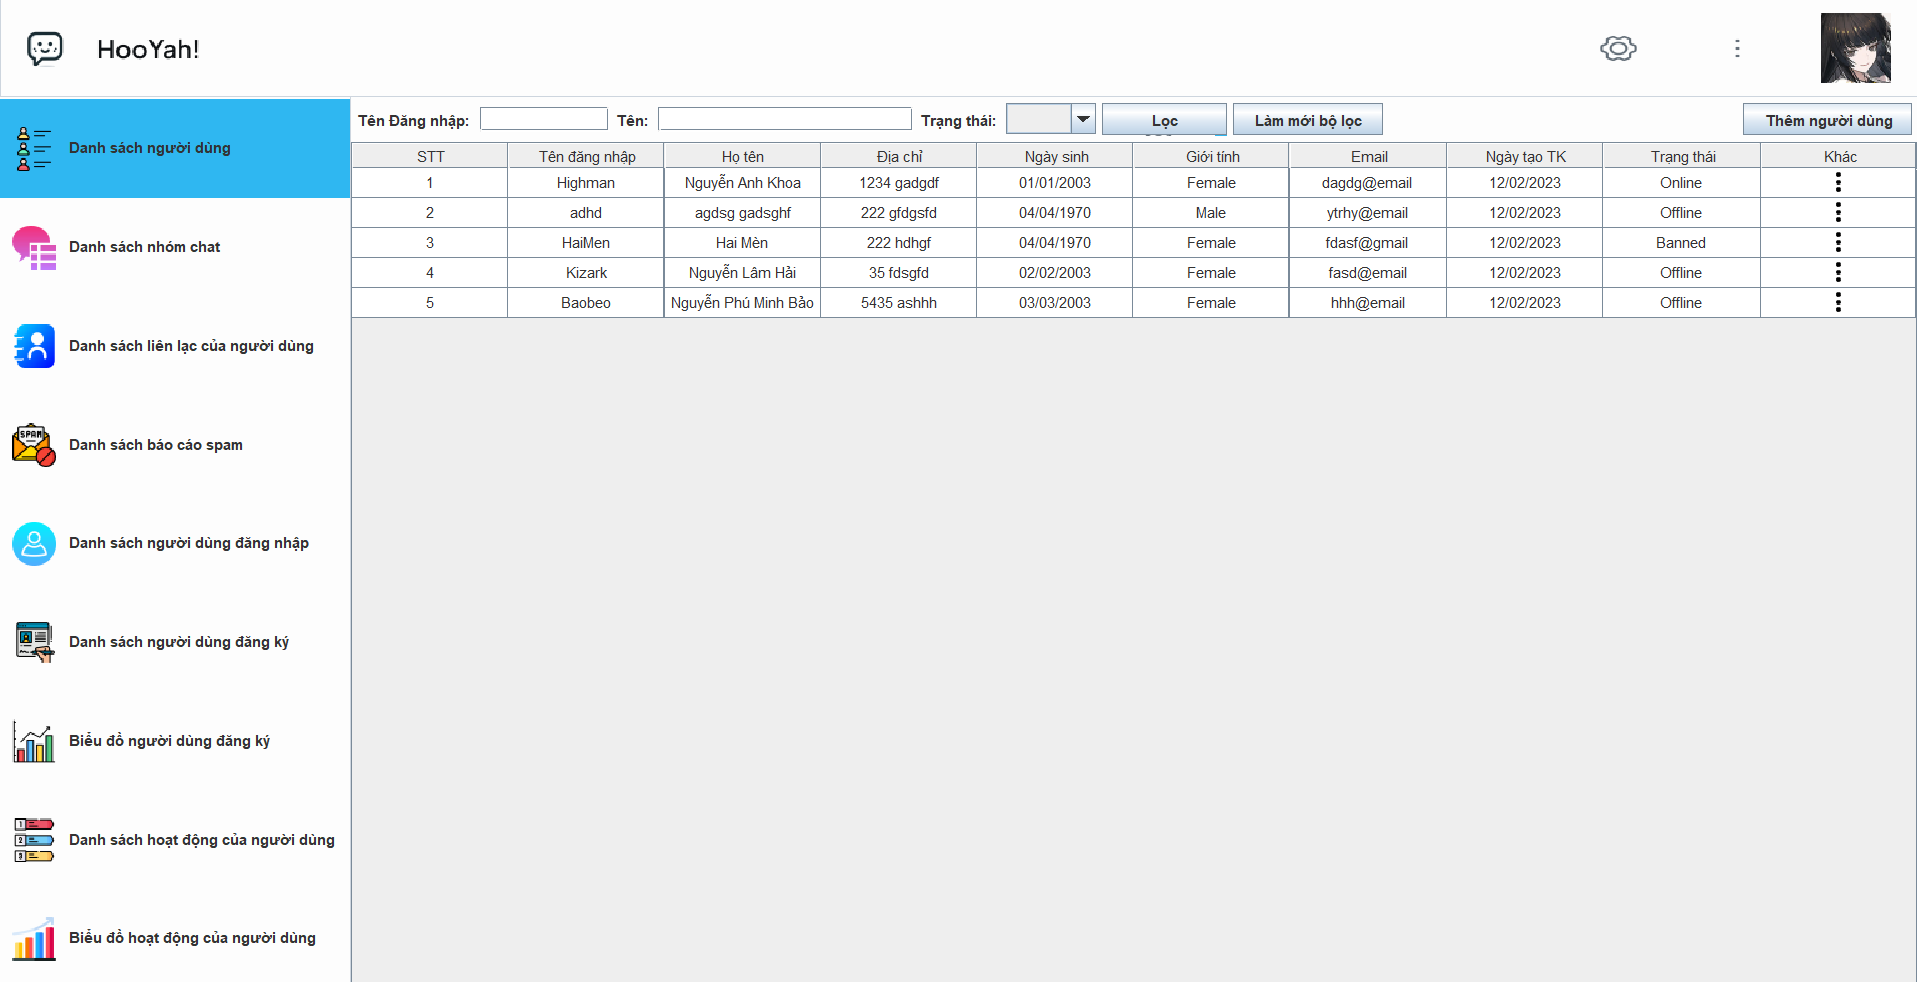 HooYah!
Danh sách người dùng
Danh sách nhóm chat
Danh sách liên lạc của người dùng
SPAM
Danh sách báo cáo spam
Danh sách người dùng đăng nhập
Danh sách người dùng đăng ký
Biểu đồ người dùng đăng ký
1
2
3
Danh sách hoạt động của người dùng
Biểu đồ hoạt động của người dùng
Tên Đăng nhập: Tên: Trạng thái: Lọc Làm mới bộ lọc Thêm người dùng
STT Tên đăng nhập Họ tên Địa chỉ Ngày sinh Giới tính Email Ngày tạo TK Trạng thái Khác
1 Highman Nguyễn Anh Khoa 1234 gadgdf 01/01/2003 Female dagdg@email 12/02/2023 Online
2 adhd agdsg gadsghf 222 gfdgsfd 04/04/1970 Male ytrhy@email 12/02/2023 Offline
3 HaiMen Hai Mèn 222 hdhgf 04/04/1970 Female fdasf@gmail 12/02/2023 Banned
4 Kizark Nguyễn Lâm Hải 35 fdsgfd 02/02/2003 Female fasd@email 12/02/2023 Offline
5 Baobeo Nguyễn Phú Minh Bảo 5435 ashhh 03/03/2003 Female hhh@email 12/02/2023 Offline